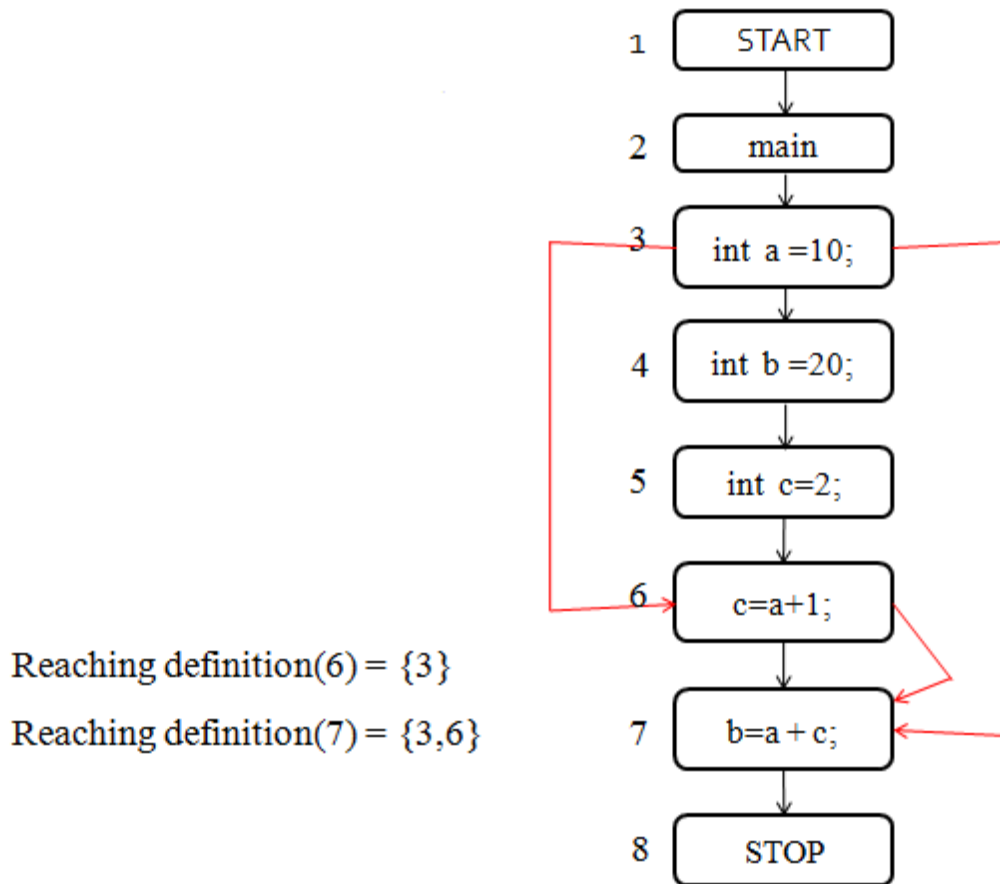 1 START
2 main
3 int a =10;
4 int b =20;
5 int c=2;
6 c=a+1;
Reaching definition(6) = {3}
Reaching definition(7) = {3,6}
7 b=a + c;
8 STOP